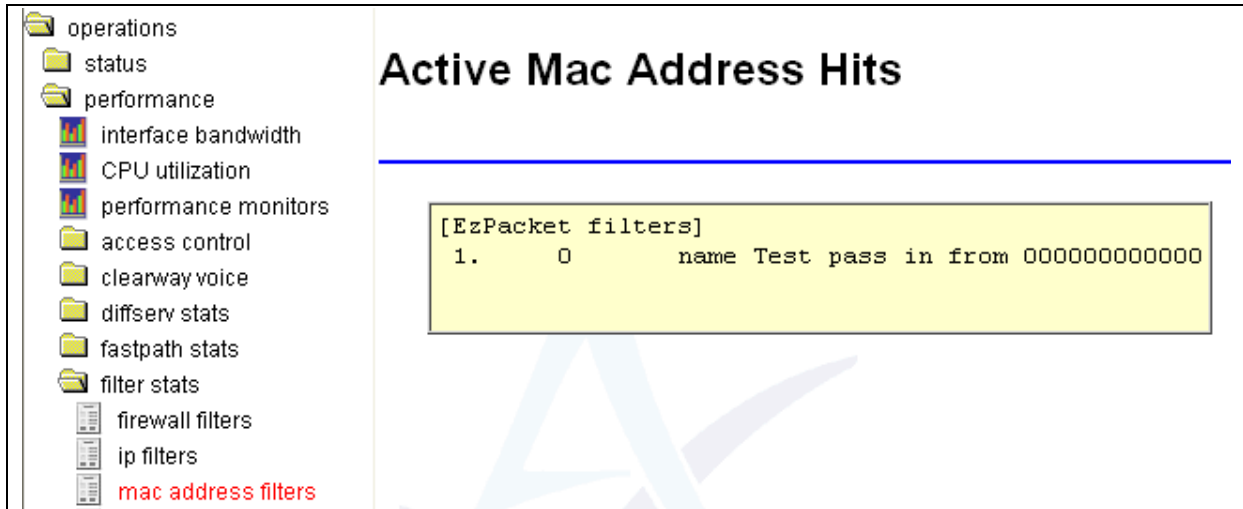 operations
status
performance
interface bandwidth
CPU utilization
performance monitors
access control
clearway voice
diffserv stats
fastpath stats
filter stats
firewall filters
ip filters
mac address filters
Active Mac Address Hits
[EzPacket filters]
1. 0 name Test pass in from 000000000000